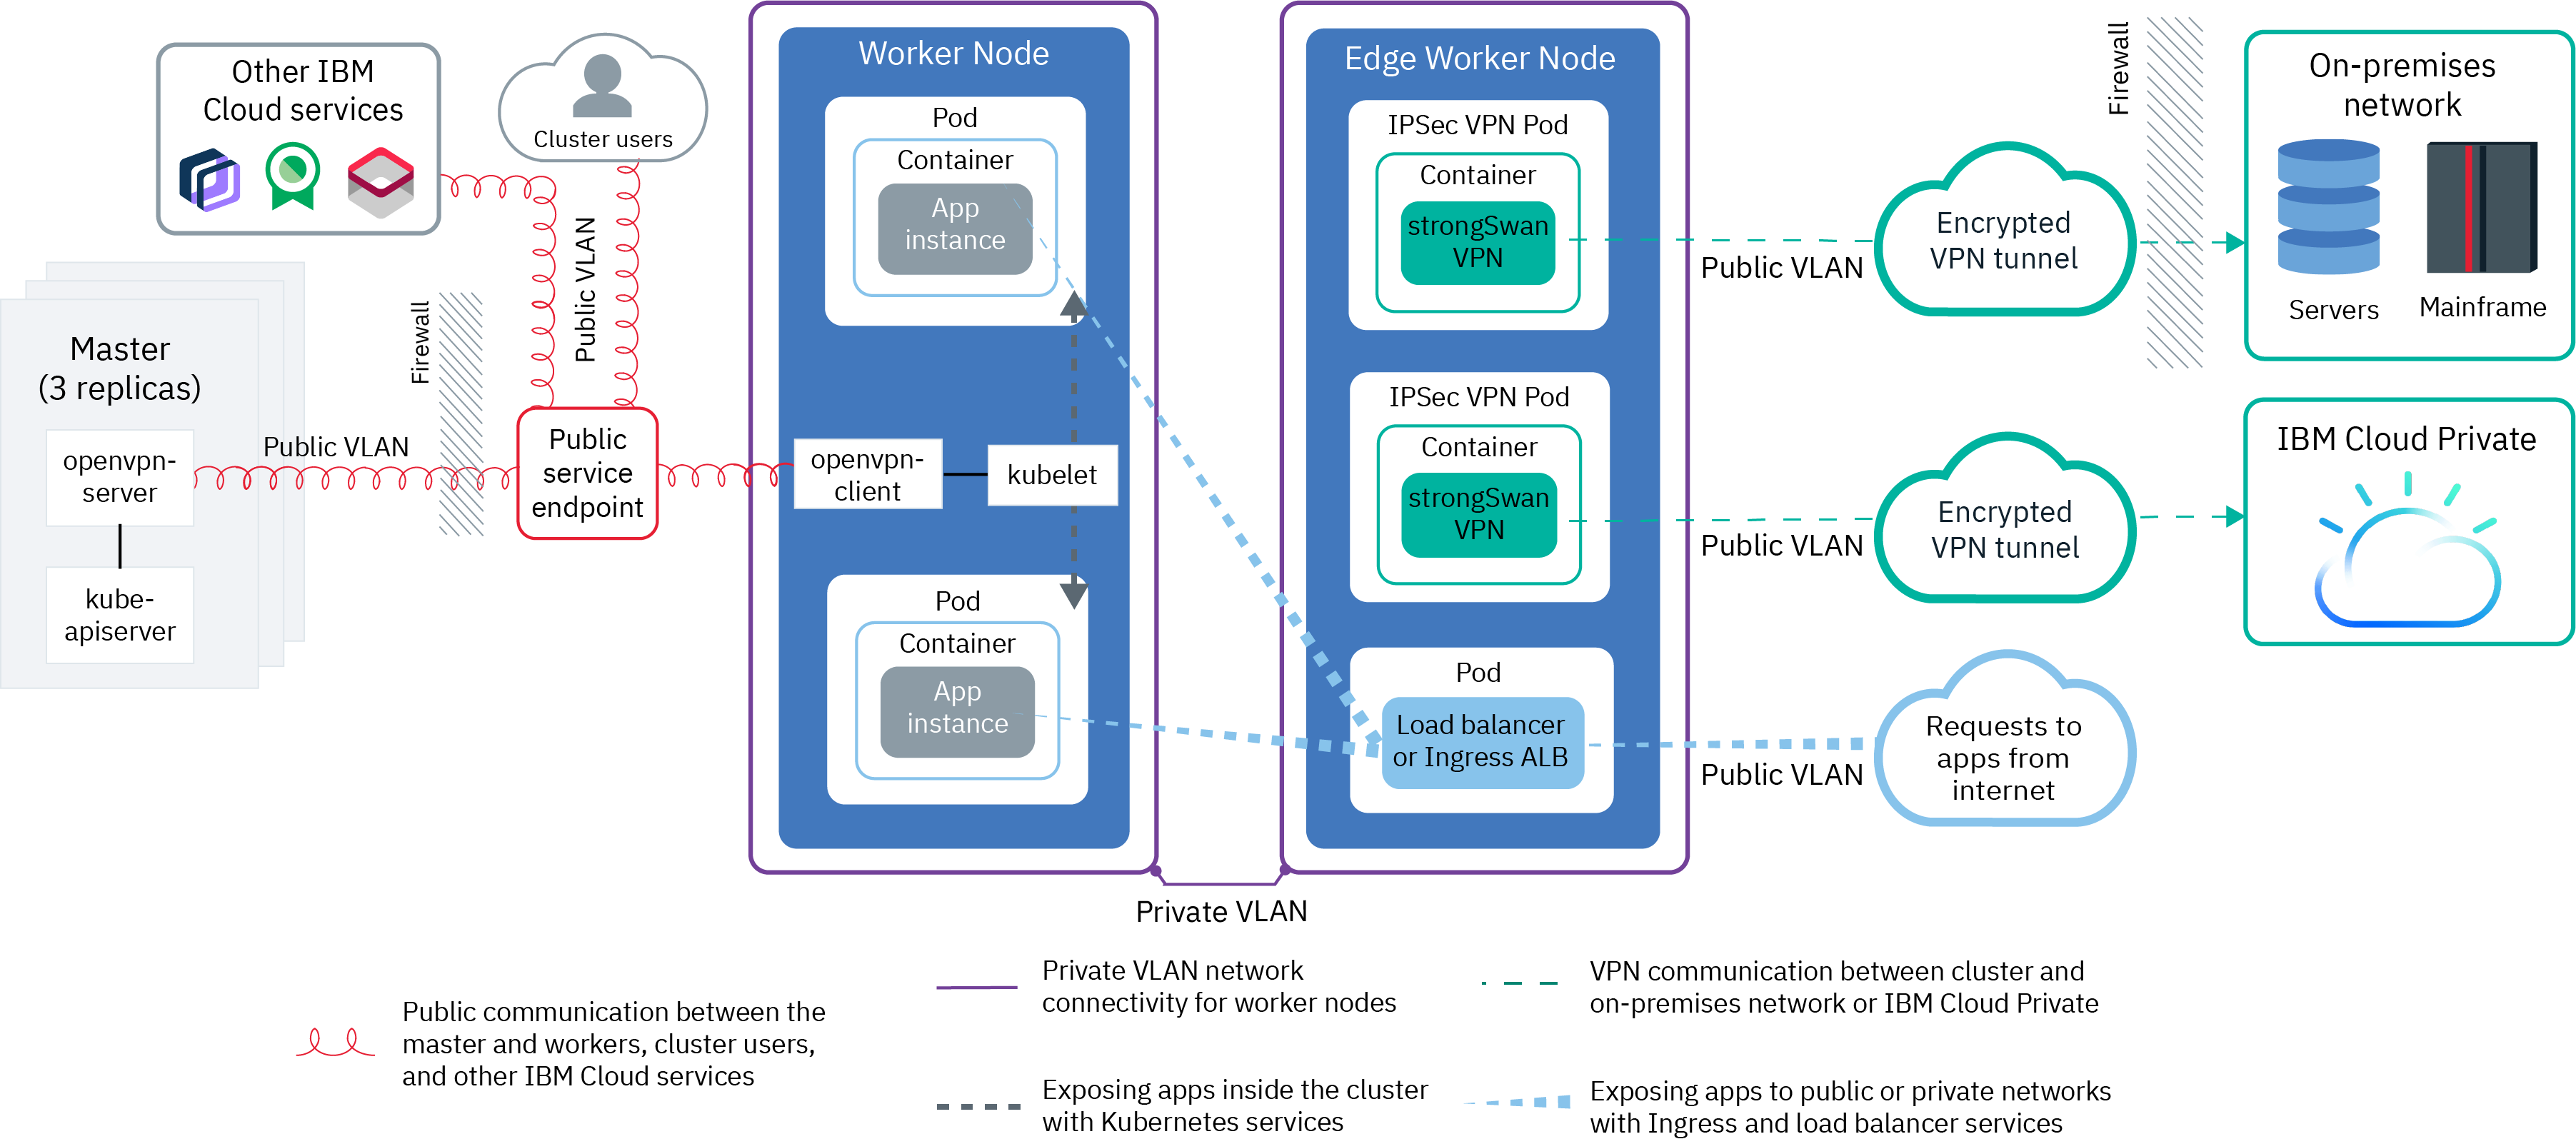 Other IBM
Cloud services
Cluster users
Master
(3 replicas)
openvpn-
server
kube-
apiserver
Public VLAN
Firewall
Public VLAN
Public
service
endpoint
Worker Node
Pod
Container
App
instance
openvpn-
client
kubelet
Pod
Container
App
instance
Edge Worker Node
IPSec VPN Pod
Container
strongSwan
VPN
IPSec VPN Pod
Container
strongSwan
VPN
Pod
Load balancer
or Ingress ALB
Private VLAN
Public VLAN
Encrypted
VPN tunnel
Public VLAN
Encrypted
VPN tunnel
Public VLAN
Requests to
apps from
internet
Firewall
On-premises
network
Servers
Mainframe
IBM Cloud Private
Public communication between the
master and workers, cluster users,
and other IBM Cloud services
Private VLAN network
connectivity for worker nodes
Exposing apps inside the cluster
with Kubernetes services
VPN communication between cluster and
on-premises network or IBM Cloud Private
Exposing apps to public or private networks
with Ingress and load balancer services